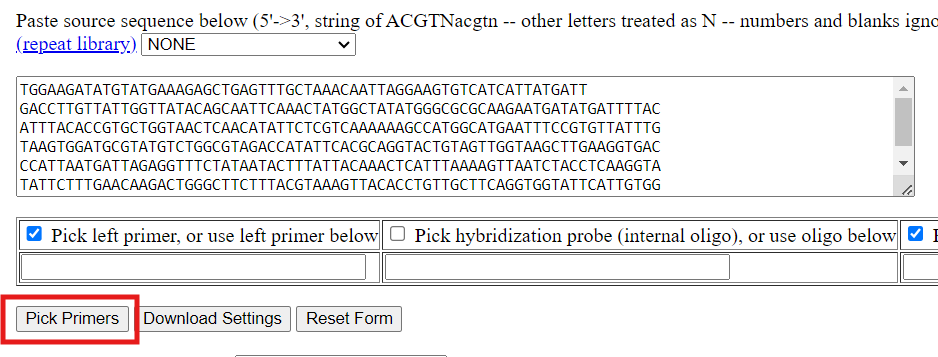 Paste source sequence below (5'->3', string of ACGTNacgtn -- other letters treated as N -- numbers and blanks igno
(repeat library) NONE
TGGAAGATATGTATGAAAGAGCTGAGTTTGCTAAACAATTAGGAAGTGTCATCATTATGATT
GACCTTGTTATTGGTTATACAGCAATTCAAACTATGGCTATATGGGCGCGCAAGAATGATATGATTTTAC
ATTTACACCGTGCTGGTAACTCAACATATTCTCGTCAAAAAAGCCATGGCATGAATTTCCGTGTTATTTG
TAAGTGGATGCGTATGTCTGGCGTAGACCATATTCACGCAGGTACTGTAGTTGGTAAGCTTGAAGGTGAC
CCATTAATGATTAGAGGTTTCTATAATACTTTATTACAAACTCATTTAAAAGTTAATCTACCTCAAGGTA
TATTCTTTGAACAAGACTGGGCTTCTTTACGTAAAGTTACACCTGTTGCTTCAGGTGGTATTCATTGTGG
Pick left primer, or use left primer below Pick hybridization probe (internal oligo), or use oligo below
Pick Primers Download Settings Reset Form